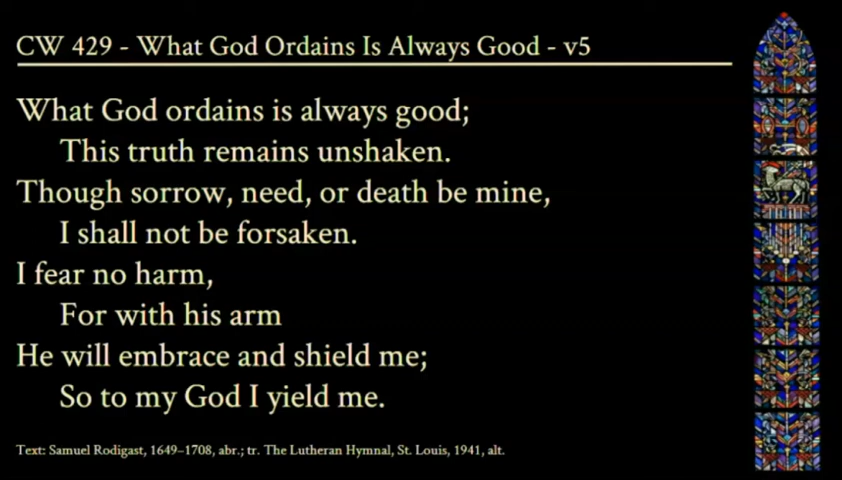 CW 429 - What God Ordains Is Always Good - v5
What God ordains is always good;
This truth remains unshaken.
Though sorrow, need, or death be mine,
I shall not be forsaken.
I fear no harm,
For with his arm
He will embrace and shield me;
So to my God I yield me.
Text: Samuel Rodigast, 1649–1708, abr.; tr. The Lutheran Hymnal, St. Louis, 1941, alt.